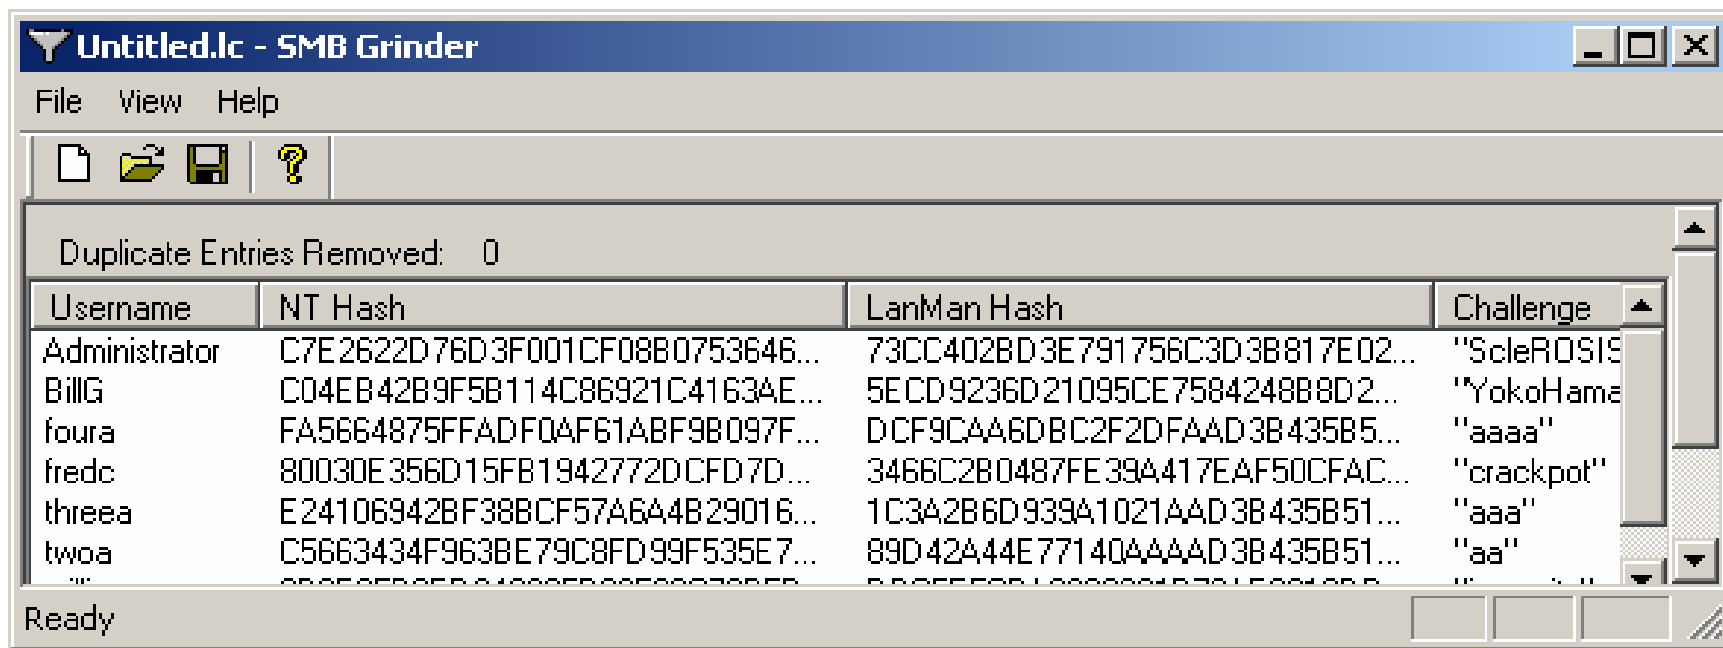 Untitled.lc - SMB Grinder
File View Help
Duplicate Entries Removed: 0
Username NT Hash LanMan Hash Challenge
Administrator C7E2622D76D3F001CF08B0753646... 73CC402BD3E791756C3D3B817E02... "ScleROSIS
BillG C04EB42B9F5B114C86921C4163AE... 5ECD9236D21095CE7584248B8D2... "YokoHama
foura FA5664875FFADF0AF61ABF9B097F... DCF9CAA6DBC2F2DFAAD3B435B5... "aaaa"
fredc 80030E356D15FB1942772DCFD7D... 3466C2B0487FE39A417EAF50CFAC... "crackpot"
threea E24106942BF38BCF57A6A4B29016... 1C3A2B6D939A1021AAD3B435B51... "aaa"
twoa C5663434F963BE79C8FD99F535E7... 89D42A44E77140AAAAD3B435B51... "aa"
Ready